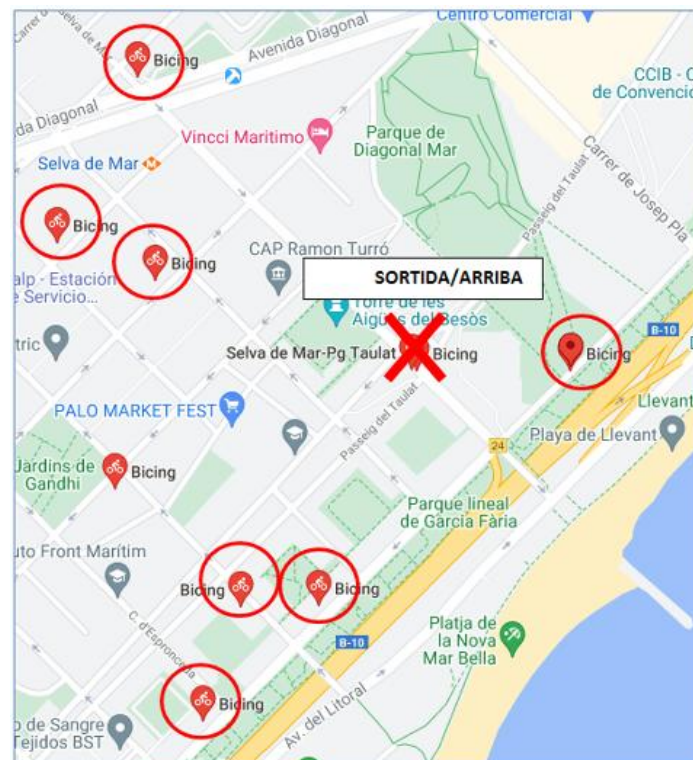 Centro Comercial
Bicing
Avenida Diagonal
CCIB - C
de Convencio
Vincci Maritimo
Parque de
Diagonal Mar
Selva de Mar
Carrer de Josep Pla
Passeig del Taulat
Bicing
Bicing
CAP Ramon Turró
alp - Estación
e Servicio...
SORTIDA/ARRIBA
Torre de les
Aigües del Besòs
B-10
tric
Selva de Mar-Pg Taulat
Bicing
Bicing
Llevant
PALO MARKET FEST
Passeig del Taulat
24
Playa de Llevant
Jardins de
Gandhi
Bicing
Parque lineal
de García Fària
uto Front Marítim
Bicing
Bicing
C. d'Espronceda
B-10
Platja de
la Nova
Mar Bella
Bicing
Av. del Litoral
o de Sangre
Tejidos BST